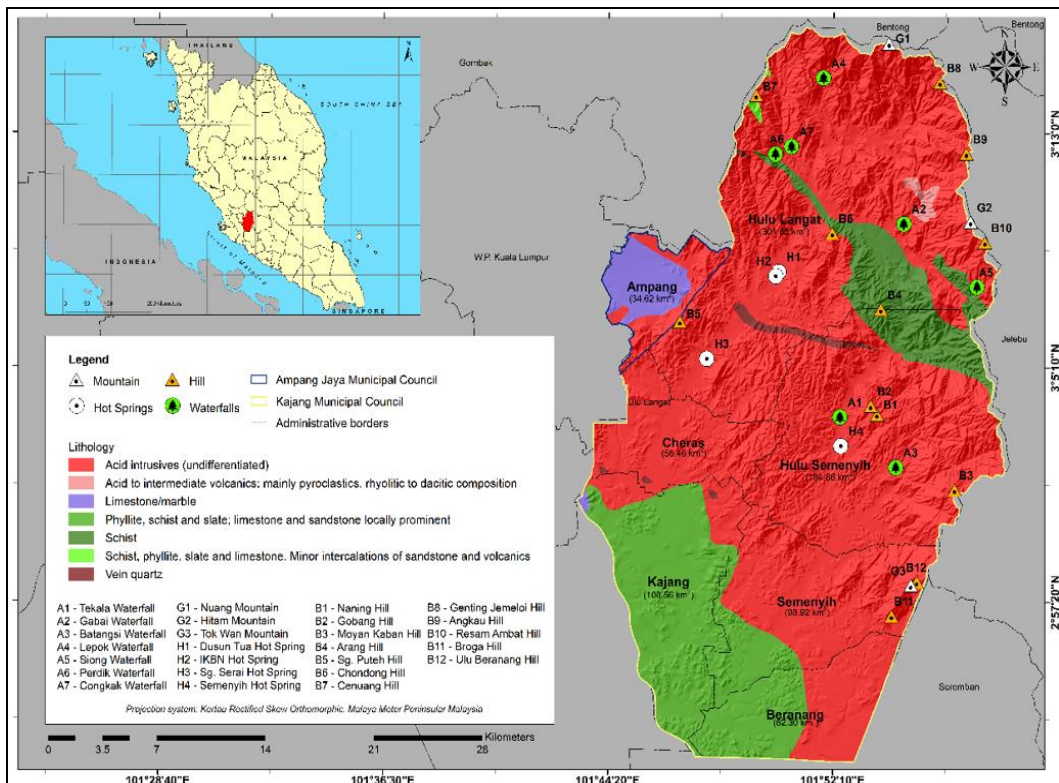 THAILAND
SOUTH CHINA SEA
MALAYSIA
INDONESIA
SINGAPORE
N
Bentong
Bentong
Gombak
W.P. Kuala Lumpur
Jelebu
Seremban
Ulu Langat
N
W
E
S
G1
A4
B8
B7
A7
A6
B9
A2
G2
B10
Hulu Langat
B6
H1
H2
A5
Ampang
(34.62 km²)
B4
B5
H3
A1
B2
B1
H4
Cheras
Hulu Semenyih
A3
B3
Kajang
G3
B12
B11
Semenyih
(98.92 km²)
Beranang
3°13'0"N
3°5'10"N
2°57'20"N
Legend
Mountain
Hill
Ampang Jaya Municipal Council
Hot Springs
Waterfalls
Kajang Municipal Council
Administrative borders
Lithology
Acid intrusives (undifferentiated)
Acid to intermediate volcanics: mainly pyroclastics. rhyolitic to dacitic composition
Limestone/marble
Phyllite, schist and slate; limestone and sandstone locally prominent
Schist
Schist, phyllite, slate and limestone. Minor intercalations of sandstone and volcanics
Vein quartz
A1 - Tekala Waterfall
A2 - Gabai Waterfall
A3 - Batangsi Waterfall
A4 - Lepok Waterfall
A5 - Siong Waterfall
A6 - Perdik Waterfall
A7 - Congkak Waterfall
G1 - Nuang Mountain
G2 - Hitam Mountain
G3 - Tok Wan Mountain
H1 - Dusun Tua Hot Spring
H2 - IKBN Hot Spring
H3 - Sg. Serai Hot Spring
H4 - Semenyih Hot Spring
B1 - Naning Hill
B2 - Gobang Hill
B3 - Moyan Kaban Hill
B4 - Arang Hill
B5 - Sg. Puteh Hill
B6 - Chondong Hill
B7 - Cenuang Hill
B8 - Genting Jemeloi Hill
B9 - Angkau Hill
B10 - Resam Ambat Hill
B11 - Broga Hill
B12 - Ulu Beranang Hill
Projection system: Kertau Rectified Skew Orthomorphic. Malaya Meter Peninsular Malaysia
Kilometers
0 3.5 7 14 21 28
101°28'40"E 101°36'30"E 101°44'20"E 101°52'10"E